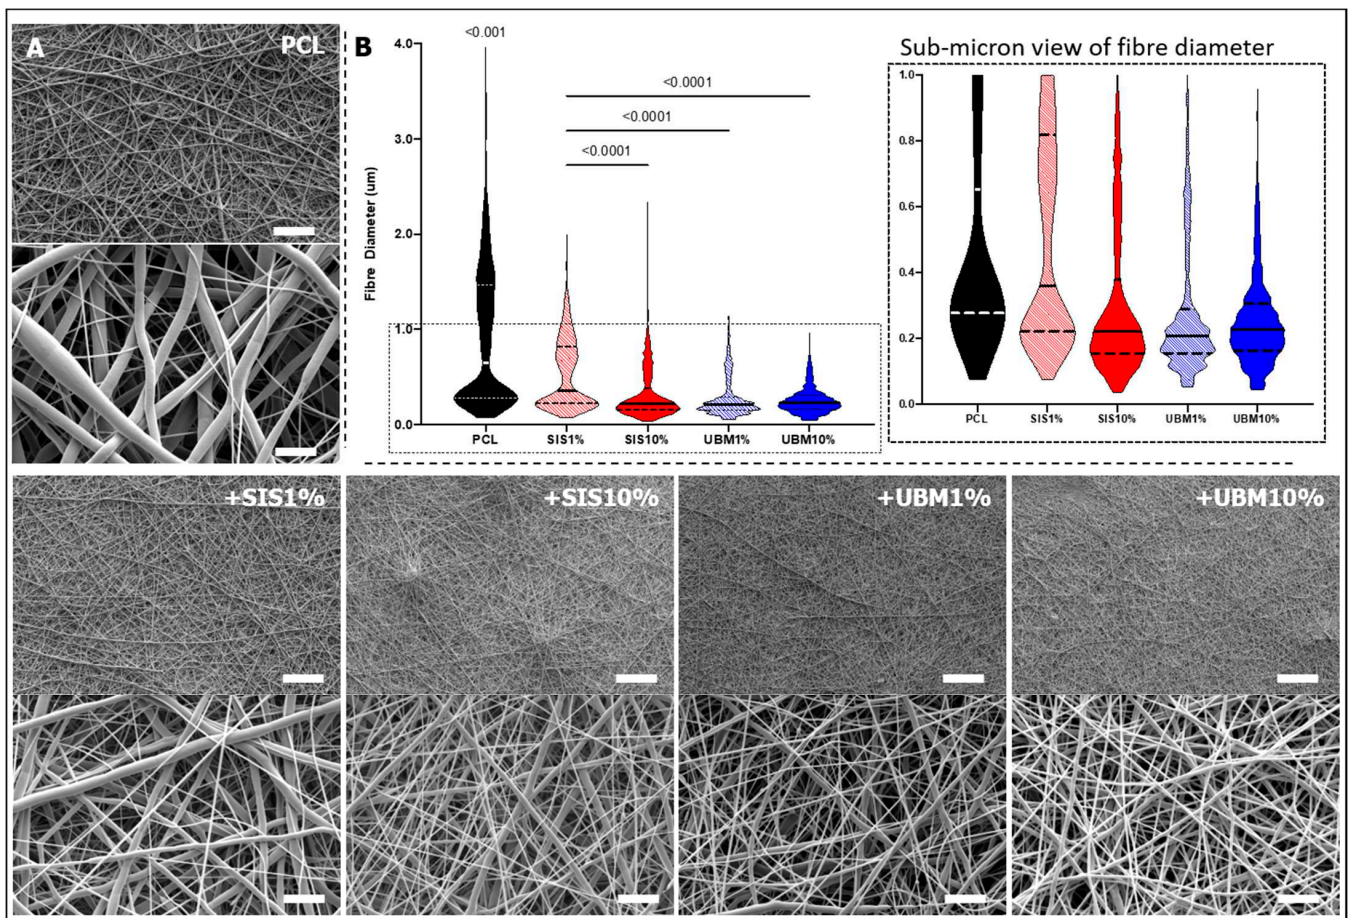 A
PCL
B
Fibre Diameter (um)
4.0
3.0
2.0
1.0
0.0
<0.001
<0.0001
<0.0001
<0.0001
PCL SIS1% SIS10% UBM1% UBM10%
Sub-micron view of fibre diameter
1.0
0.8
0.6
0.4
0.2
0.0
PCL SIS1% SIS10% UBM1% UBM10%
+SIS1% +SIS10% +UBM1% +UBM10%